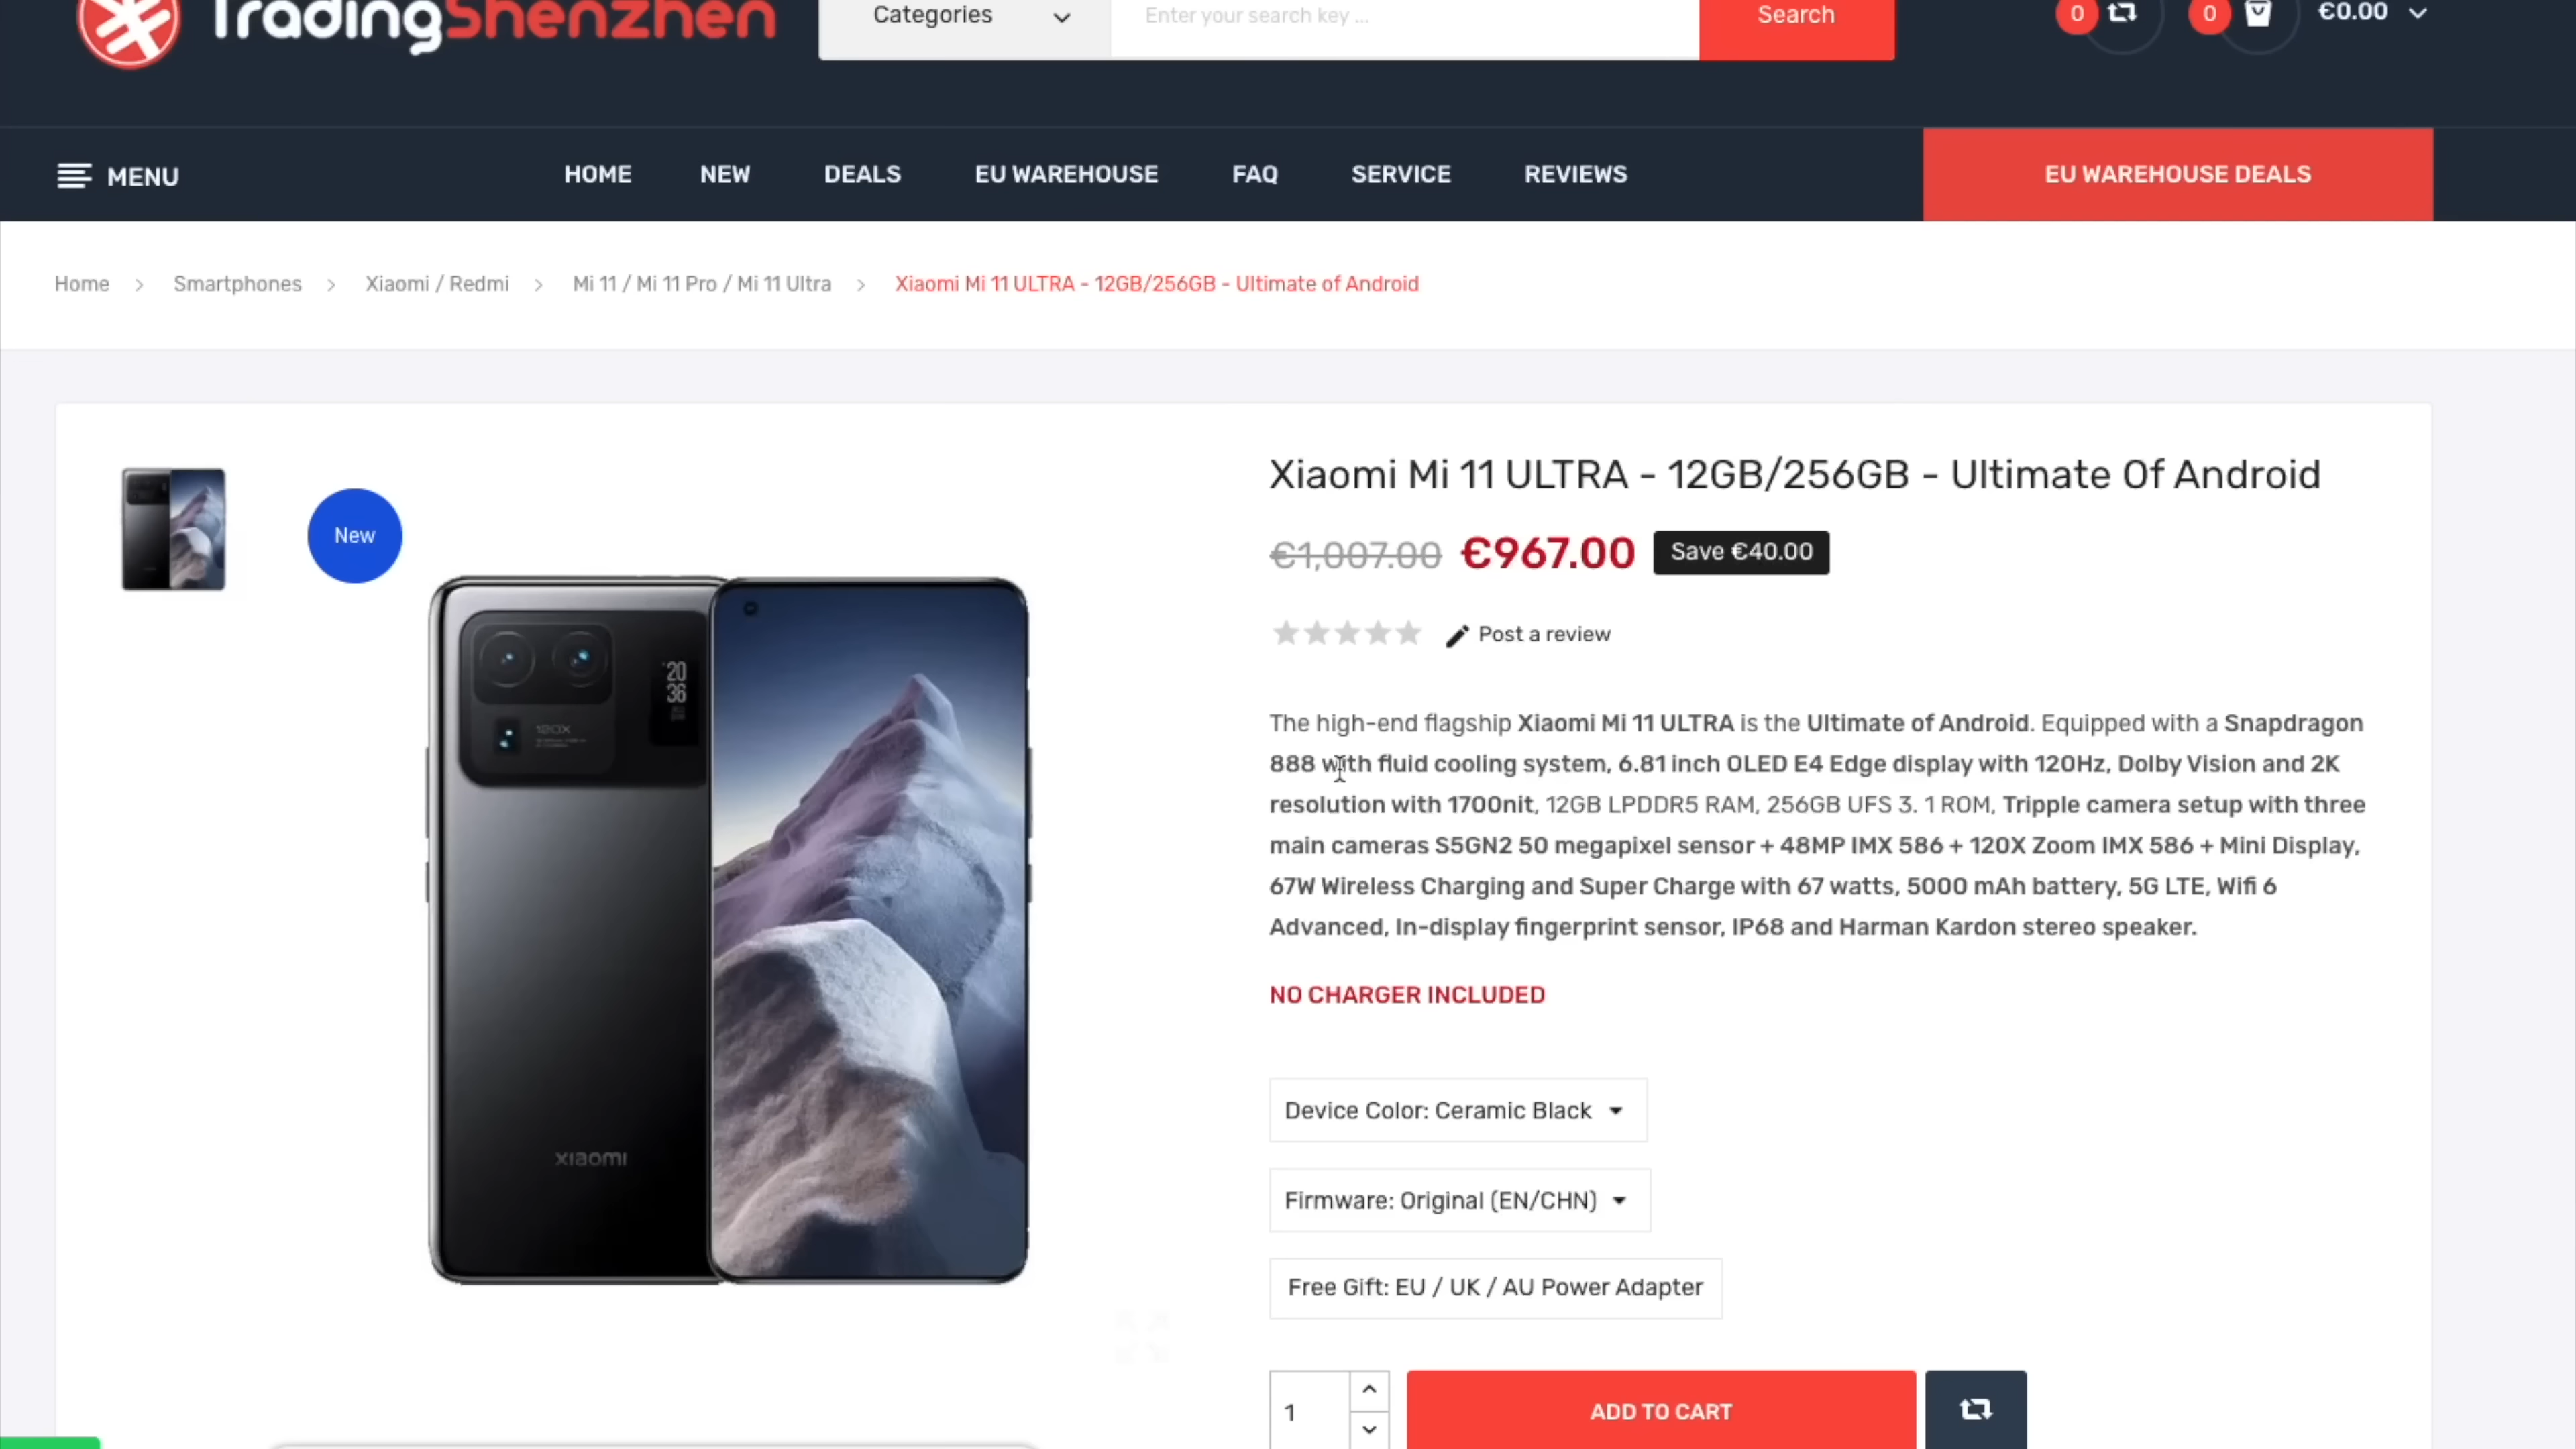 TradingShenzhen
Categories
Enter your search key ...
Search
0
0
€0.00
MENU
HOME
NEW
DEALS
EU WAREHOUSE
FAQ
SERVICE
REVIEWS
EU WAREHOUSE DEALS
Home > Smartphones > Xiaomi / Redmi > Mi 11 / Mi 11 Pro / Mi 11 Ultra > Xiaomi Mi 11 ULTRA - 12GB/256GB - Ultimate of Android
New
20
36
120X
xiaomi
Xiaomi Mi 11 ULTRA - 12GB/256GB - Ultimate Of Android
€1,007.00 €967.00 Save €40.00
Post a review
The high-end flagship Xiaomi Mi 11 ULTRA is the Ultimate of Android. Equipped with a Snapdragon
888 with fluid cooling system, 6.81 inch OLED E4 Edge display with 120Hz, Dolby Vision and 2K
resolution with 1700nit, 12GB LPDDR5 RAM, 256GB UFS 3. 1 ROM, Tripple camera setup with three
main cameras S5GN2 50 megapixel sensor + 48MP IMX 586 + 120X Zoom IMX 586 + Mini Display,
67W Wireless Charging and Super Charge with 67 watts, 5000 mAh battery, 5G LTE, Wifi 6
Advanced, In-display fingerprint sensor, IP68 and Harman Kardon stereo speaker.
NO CHARGER INCLUDED
Device Color: Ceramic Black
Firmware: Original (EN/CHN)
Free Gift: EU / UK / AU Power Adapter
1
ADD TO CART